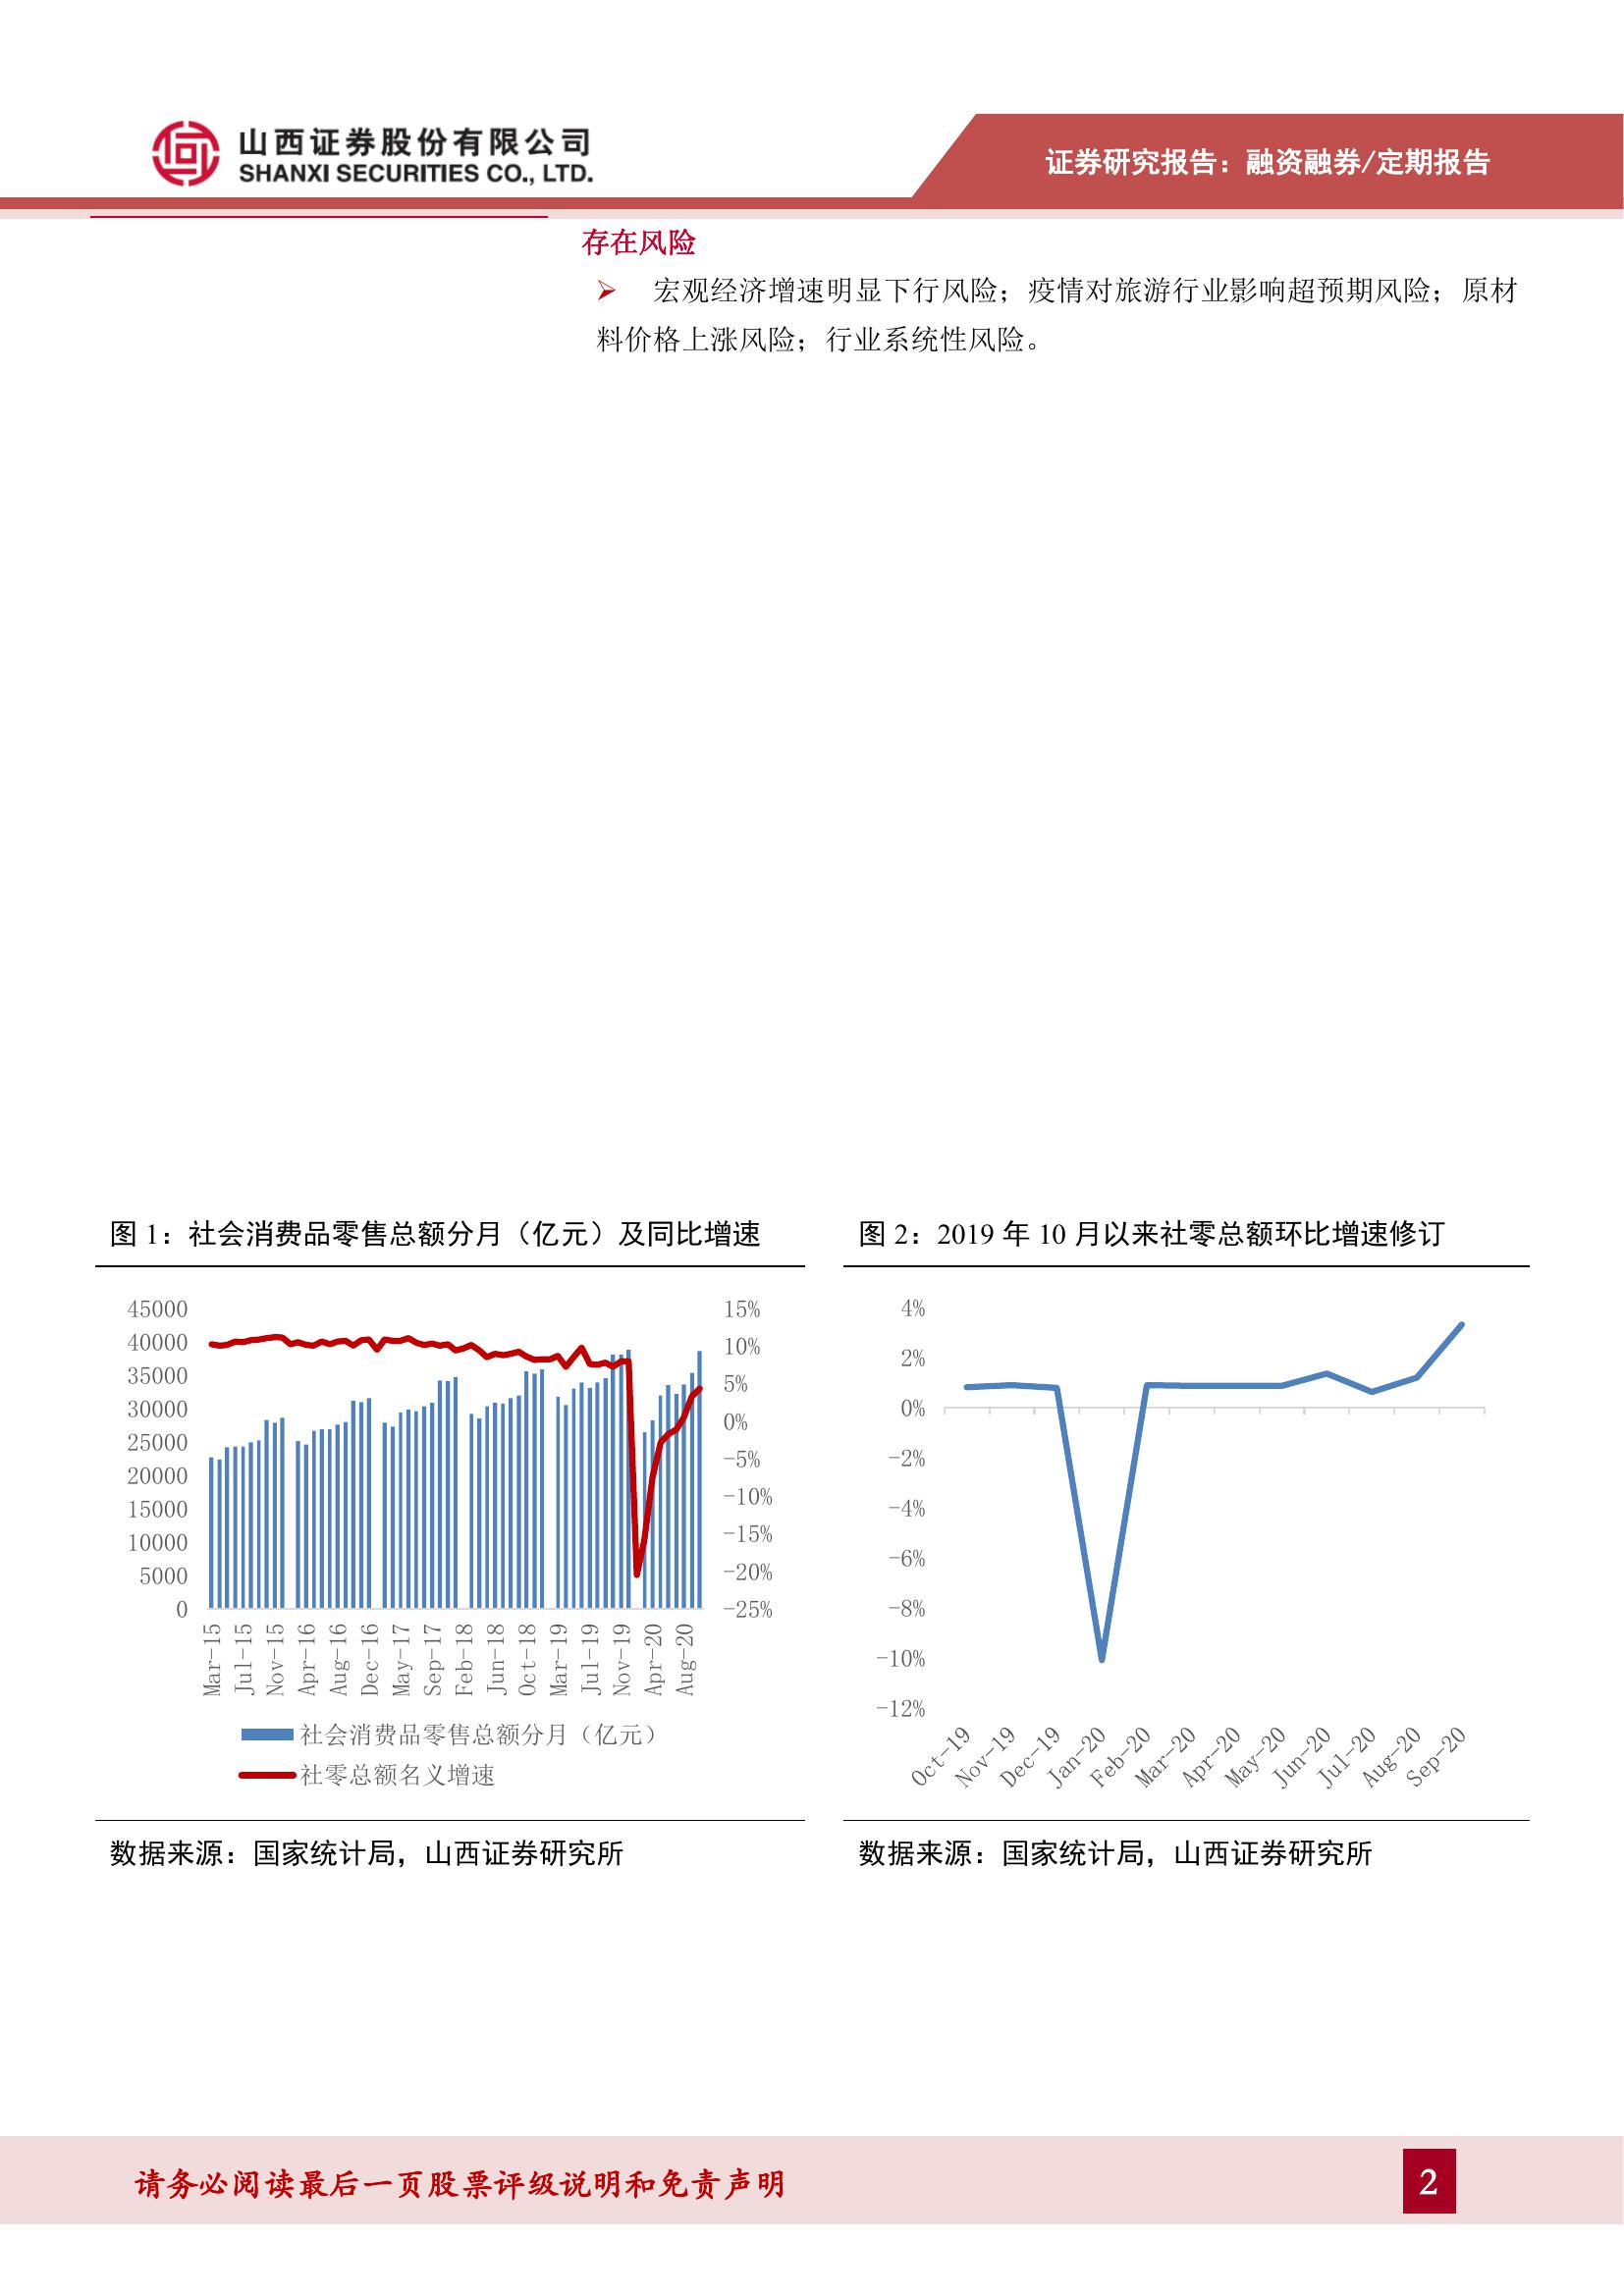 山西证券股份有限公司
SHANXI SECURITIES CO., LTD.
证券研究报告：融资融券/定期报告
存在风险
➢ 宏观经济增速明显下行风险；疫情对旅游行业影响超预期风险；原材
料价格上涨风险；行业系统性风险。
图 1：社会消费品零售总额分月（亿元）及同比增速
45000
40000
35000
30000
25000
20000
15000
10000
5000
0
15%
10%
5%
0%
-5%
-10%
-15%
-20%
-25%
Mar-15
Jul-15
Nov-15
Apr-16
Aug-16
Dec-16
May-17
Sep-17
Feb-18
Jun-18
Oct-18
Mar-19
Jul-19
Nov-19
Apr-20
Aug-20
社会消费品零售总额分月（亿元）
社零总额名义增速
数据来源：国家统计局，山西证券研究所
图 2：2019 年 10 月以来社零总额环比增速修订
4%
2%
0%
-2%
-4%
-6%
-8%
-10%
-12%
Oct-19
Nov-19
Dec-19
Jan-20
Feb-20
Mar-20
Apr-20
May-20
Jun-20
Jul-20
Aug-20
Sep-20
数据来源：国家统计局，山西证券研究所
请务必阅读最后一页股票评级说明和免责声明
2